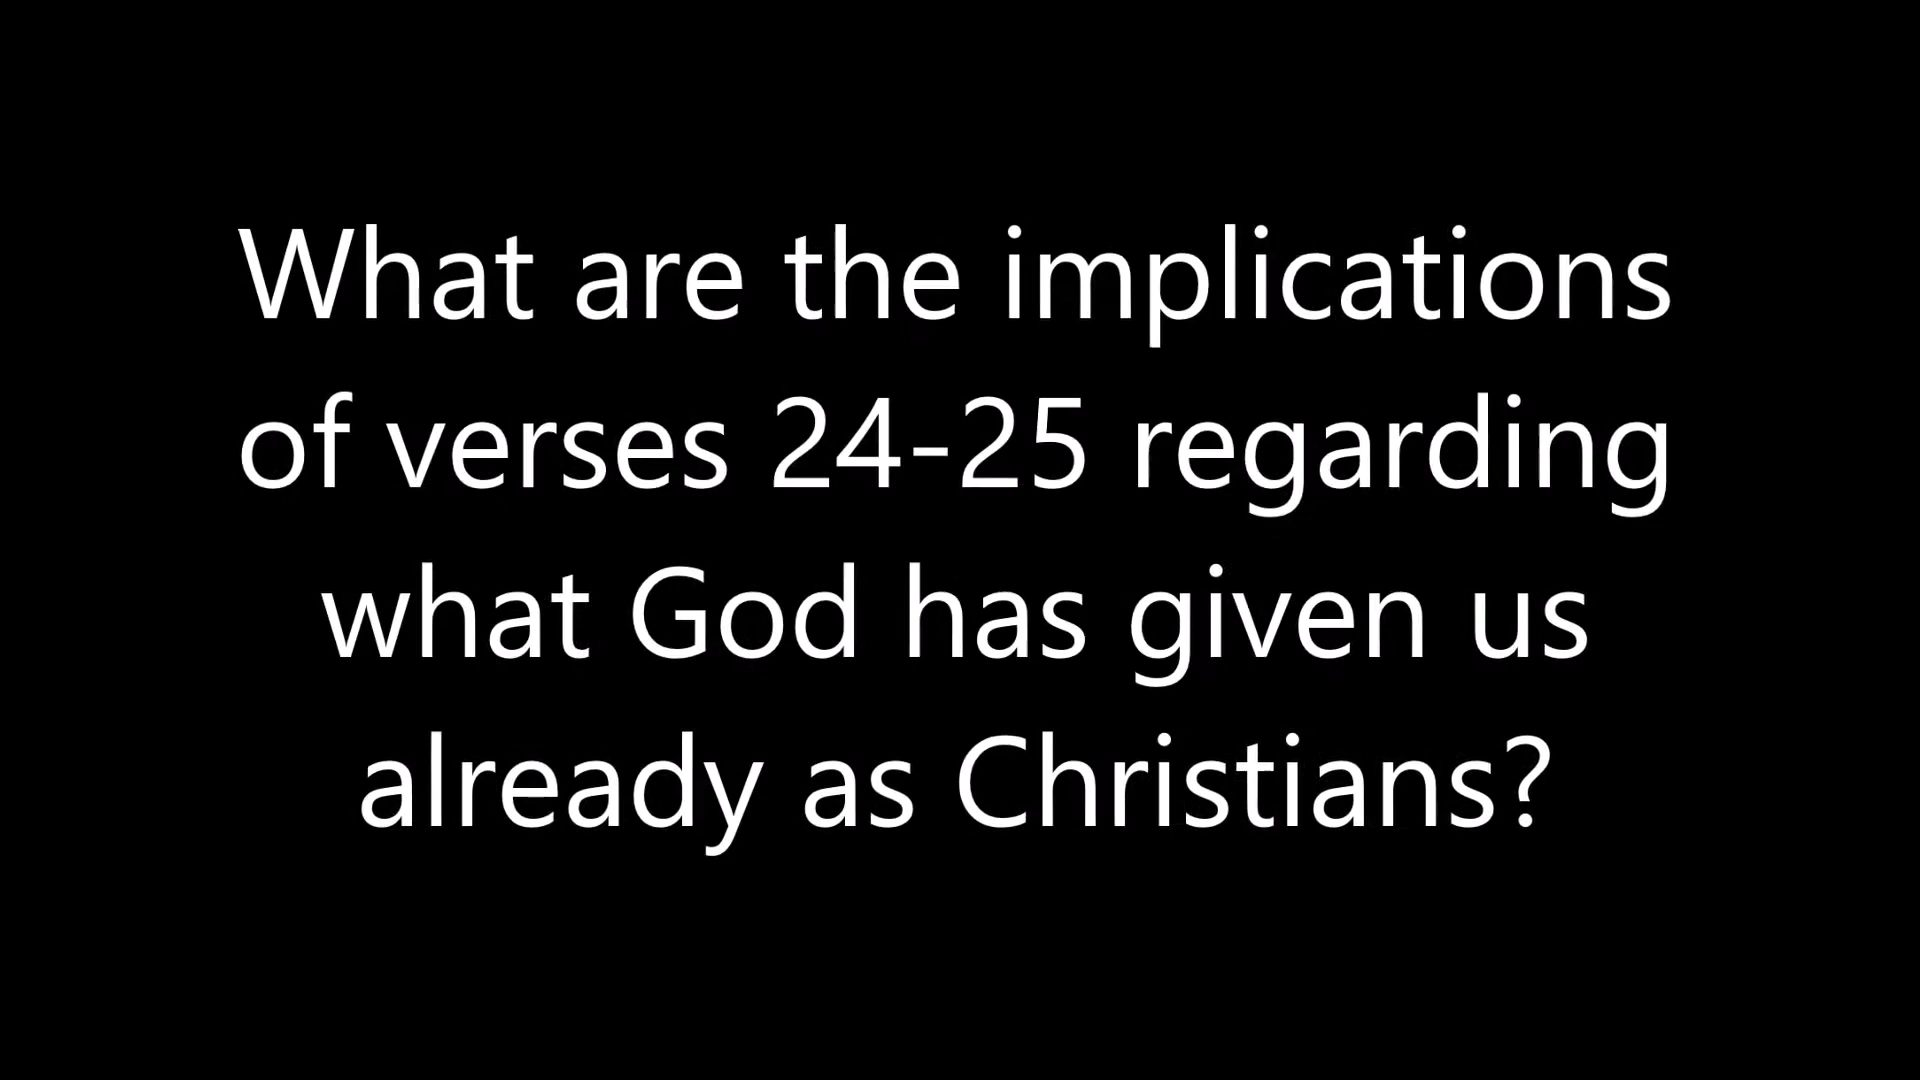 What are the implications
of verses 24-25 regarding
what God has given us
already as Christians?